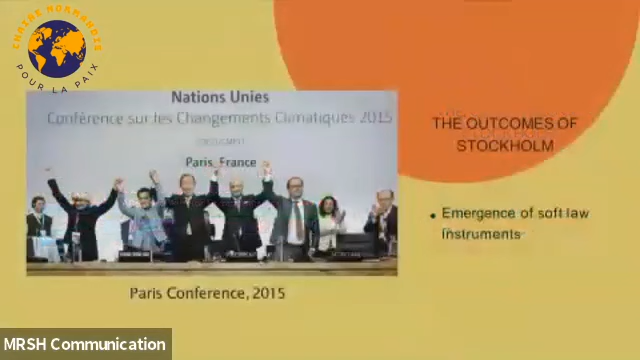 CHAIRE NORMANDIE
POUR LA PAIX
Nations Unies
Conférence sur les Changements Climatiques 2015
Paris, France
Paris Conference, 2015
THE OUTCOMES OF
STOCKHOLM
• Emergence of soft law
instruments
MRSH Communication